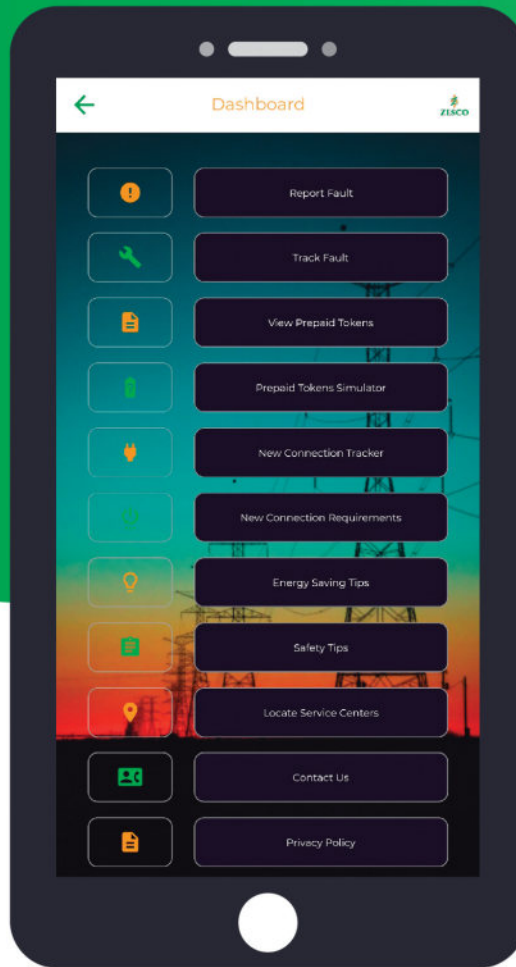 Dashboard
ZESCO
Report Fault
Track Fault
View Prepaid Tokens
Prepaid Tokens Simulator
New Connection Tracker
New Connection Requirements
Energy Saving Tips
Safety Tips
Locate Service Centers
Contact Us
Privacy Policy